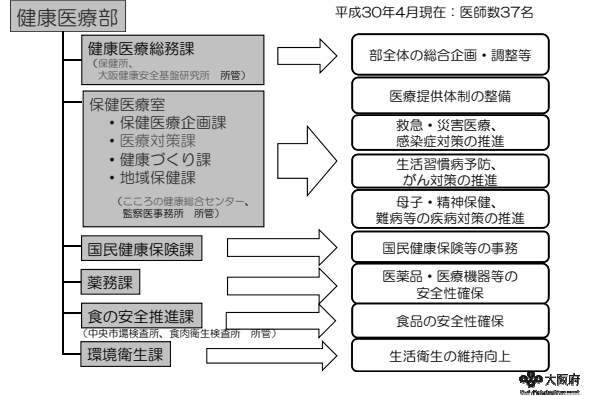 健康医療部
平成30年4月現在：医師数37名
健康医療総務課
（保健所、
大阪健康安全基盤研究所　所管）
部全体の総合企画・調整等
保健医療室
・保健医療企画課
・医療対策課
・健康づくり課
・地域保健課
（こころの健康総合センター、
監察医事務所　所管）
医療提供体制の整備
救急・災害医療、
感染症対策の推進
生活習慣病予防、
がん対策の推進
母子・精神保健、
難病等の疾病対策の推進
国民健康保険課
国民健康保険等の事務
薬務課
医薬品・医療機器等の
安全性確保
食の安全推進課
（中央市場検査所、食肉衛生検査所　所管）
食品の安全性確保
環境衛生課
生活衛生の維持向上
大阪府